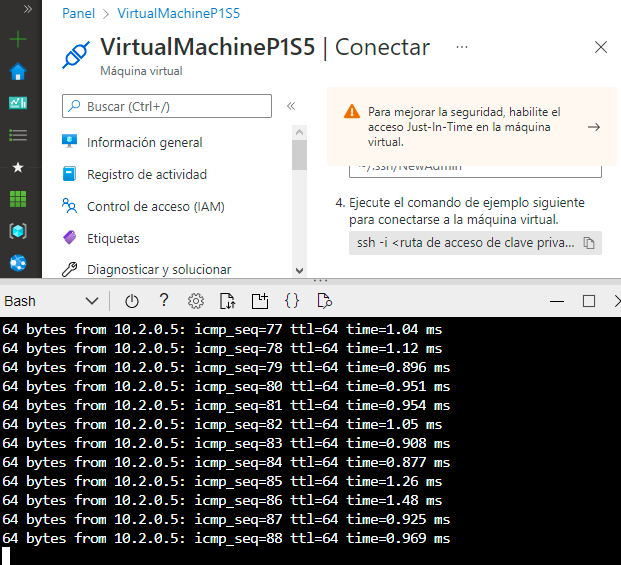 Panel > VirtualMachineP1S5
VirtualMachineP1S5 | Conectar ...
Máquina virtual
Buscar (Ctrl+/)
Información general
Registro de actividad
Control de acceso (IAM)
Etiquetas
Diagnosticar y solucionar
Para mejorar la seguridad, habilite el
acceso Just-In-Time en la máquina
virtual.
~/.ssh/NewAdmin
4. Ejecute el comando de ejemplo siguiente
para conectarse a la máquina virtual.
ssh -i <ruta de acceso de clave priva...
Bash
64 bytes from 10.2.0.5: icmp_seq=77 ttl=64 time=1.04 ms
64 bytes from 10.2.0.5: icmp_seq=78 ttl=64 time=1.12 ms
64 bytes from 10.2.0.5: icmp_seq=79 ttl=64 time=0.896 ms
64 bytes from 10.2.0.5: icmp_seq=80 ttl=64 time=0.951 ms
64 bytes from 10.2.0.5: icmp_seq=81 ttl=64 time=0.954 ms
64 bytes from 10.2.0.5: icmp_seq=82 ttl=64 time=1.05 ms
64 bytes from 10.2.0.5: icmp_seq=83 ttl=64 time=0.908 ms
64 bytes from 10.2.0.5: icmp_seq=84 ttl=64 time=0.877 ms
64 bytes from 10.2.0.5: icmp_seq=85 ttl=64 time=1.26 ms
64 bytes from 10.2.0.5: icmp_seq=86 ttl=64 time=1.48 ms
64 bytes from 10.2.0.5: icmp_seq=87 ttl=64 time=0.925 ms
64 bytes from 10.2.0.5: icmp_seq=88 ttl=64 time=0.969 ms